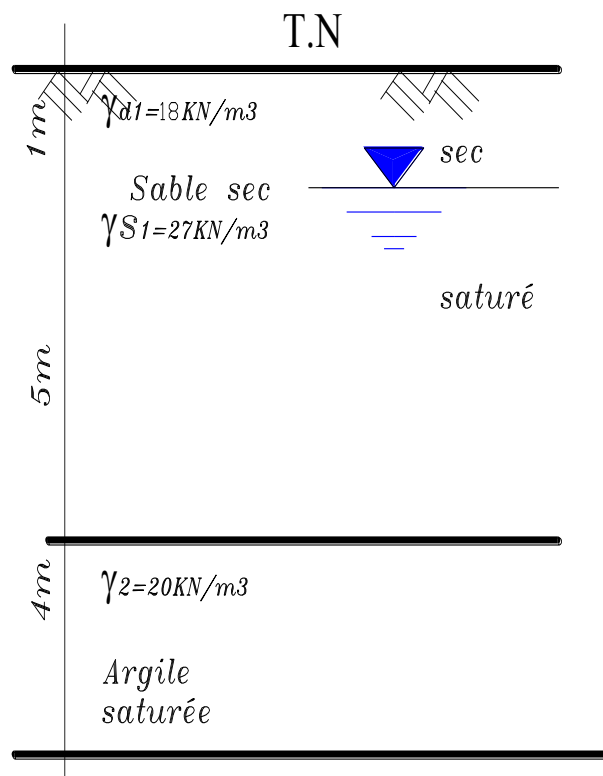 T.N
1m
γd1=18KN/m3
sec
Sable sec
γS1=27KN/m3
saturé
5m
4m
γ2=20KN/m3
Argile
saturée